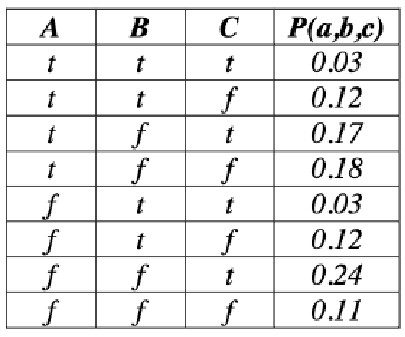 A B C P(a,b,c)
t t t 0.03
t t f 0.12
t f t 0.17
t f f 0.18
f t t 0.03
f t f 0.12
f f t 0.24
f f f 0.11